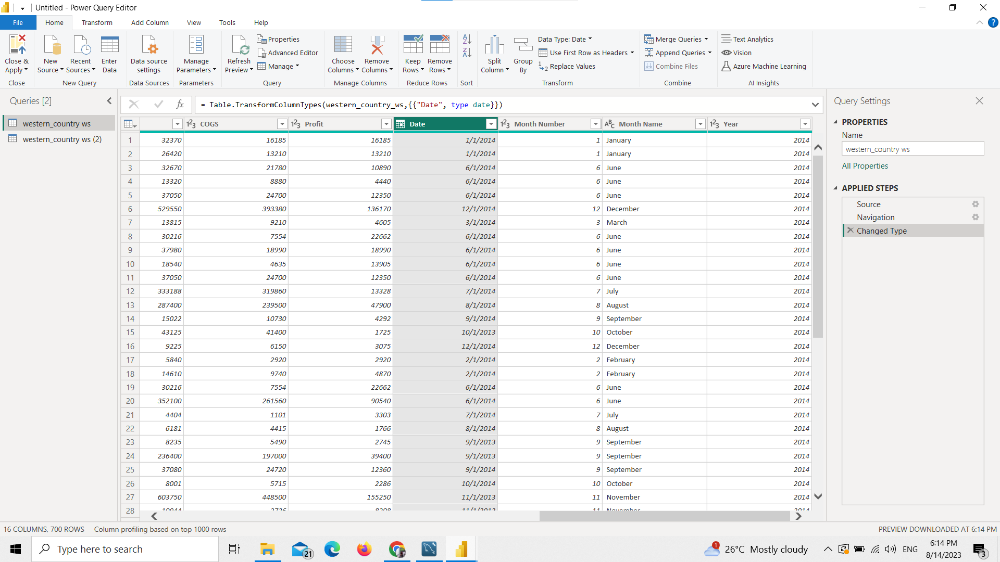 Untitled - Power Query Editor
File Home Transform Add Column View Tools Help
Close & Apply
Close
New Source
Recent Sources
Enter Data
New Query
Data source settings
Data Sources
Manage Parameters
Parameters
Refresh Preview
Properties
Advanced Editor
Manage
Query
Choose Columns
Remove Columns
Manage Columns
Keep Rows
Remove Rows
Reduce Rows
Sort
Split Column
Group By
Data Type: Date
Use First Row as Headers
Replace Values
Transform
Merge Queries
Append Queries
Combine Files
Combine
Text Analytics
Vision
Azure Machine Learning
AI Insights
Queries [2]
western_country ws
western_country ws (2)
fx = Table.TransformColumnTypes(western_country_ws,{{"Date", type date}})
COGS Profit Date Month Number Month Name Year
1 32370 16185 16185 1/1/2014 1 January 2014
2 26420 13210 13210 1/1/2014 1 January 2014
3 32670 21780 10890 6/1/2014 6 June 2014
4 13320 8880 4440 6/1/2014 6 June 2014
5 37050 24700 12350 6/1/2014 6 June 2014
6 529550 393380 136170 12/1/2014 12 December 2014
7 13815 9210 4605 3/1/2014 3 March 2014
8 30216 7554 22662 6/1/2014 6 June 2014
9 37980 18990 18990 6/1/2014 6 June 2014
10 18540 4635 13905 6/1/2014 6 June 2014
11 37050 24700 12350 6/1/2014 6 June 2014
12 333188 319860 13328 7/1/2014 7 July 2014
13 287400 239500 47900 8/1/2014 8 August 2014
14 15022 10730 4292 9/1/2014 9 September 2014
15 43125 41400 1725 10/1/2013 10 October 2014
16 9225 6150 3075 12/1/2014 12 December 2014
17 5840 2920 2920 2/1/2014 2 February 2014
18 14610 9740 4870 2/1/2014 2 February 2014
19 30216 7554 22662 6/1/2014 6 June 2014
20 352100 261560 90540 6/1/2014 6 June 2014
21 4404 1101 3303 7/1/2014 7 July 2014
22 6181 4415 1766 8/1/2014 8 August 2014
23 8235 5490 2745 9/1/2013 9 September 2014
24 236400 197000 39400 9/1/2013 9 September 2014
25 37080 24720 12360 9/1/2014 9 September 2014
26 8001 5715 2286 10/1/2014 10 October 2014
27 603750 448500 155250 11/1/2013 11 November 2014
28
Query Settings
PROPERTIES
Name
western_country ws
All Properties
APPLIED STEPS
Source
Navigation
Changed Type
16 COLUMNS, 700 ROWS Column profiling based on top 1000 rows
PREVIEW DOWNLOADED AT 6:14 PM
Type here to search
21
1
26°C Mostly cloudy
ENG
6:14 PM
8/14/2023
3